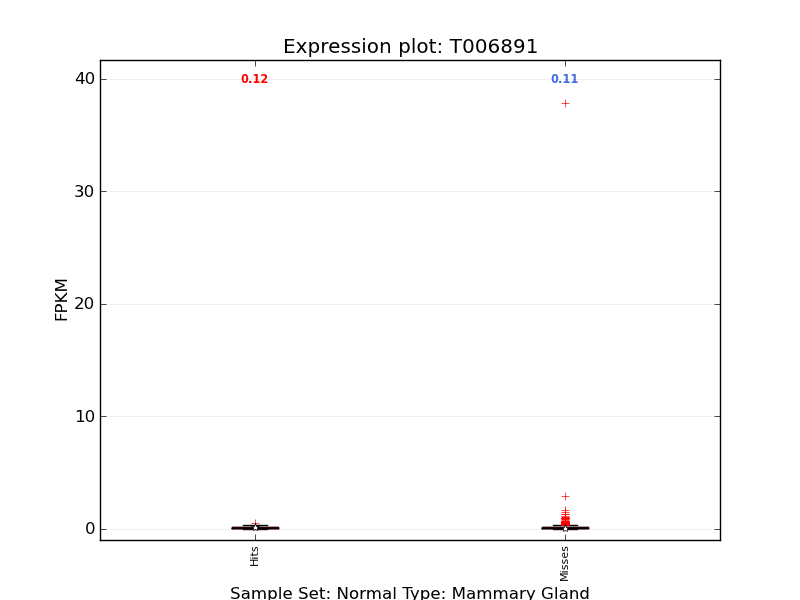 Expression plot: T006891
40
0.12
0.11
30
FPKM
20
10
0
Hits
Misses
Sample Set: Normal Type: Mammary Gland